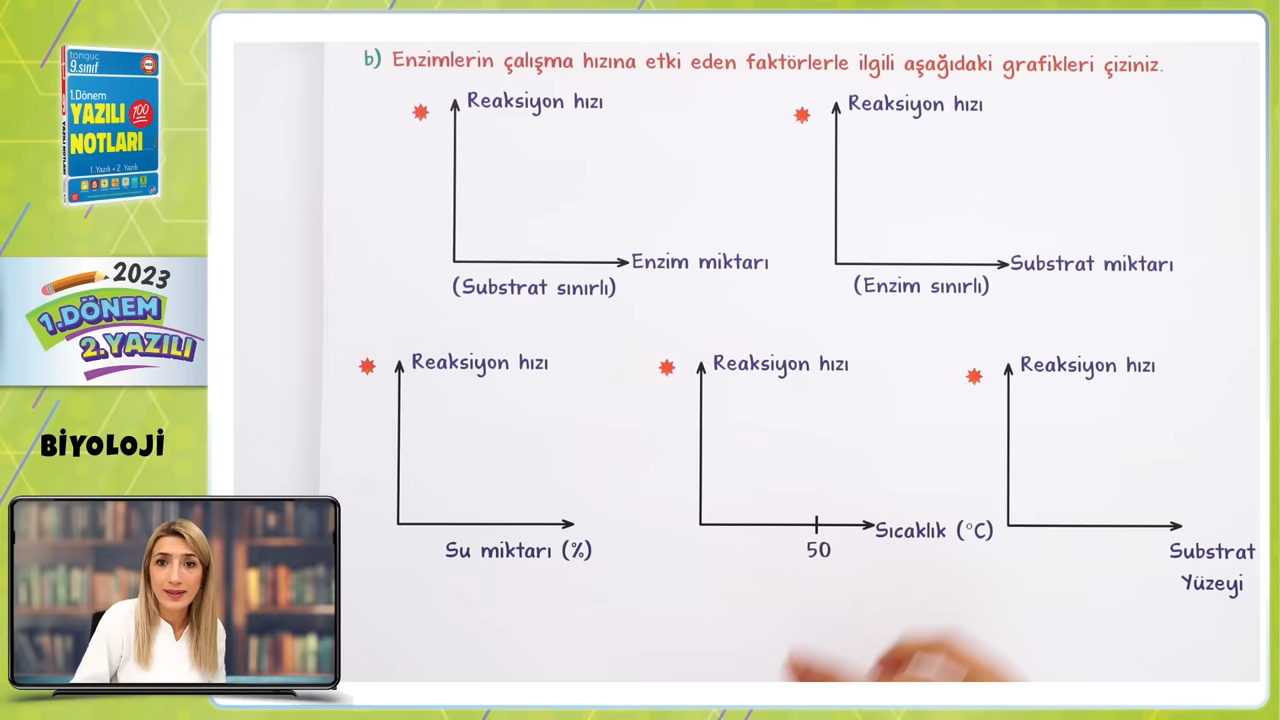 tonguç
9.sınıf
1.Dönem
YAZILI
100
NOTLARI
1.Yazılı • 2.Yazılı
YAZILI NOTLARI
2023
1.DÖNEM
2.YAZILI
BİYOLOJİ
b) Enzimlerin çalışma hızına etki eden faktörlerle ilgili aşağıdaki grafikleri çiziniz.
Reaksiyon hızı
Enzim miktarı
(Substrat sınırlı)
Reaksiyon hızı
Substrat miktarı
(Enzim sınırlı)
Reaksiyon hızı
Su miktarı (%)
Reaksiyon hızı
Sıcaklık (°C)
50
Reaksiyon hızı
Substrat
Yüzeyi